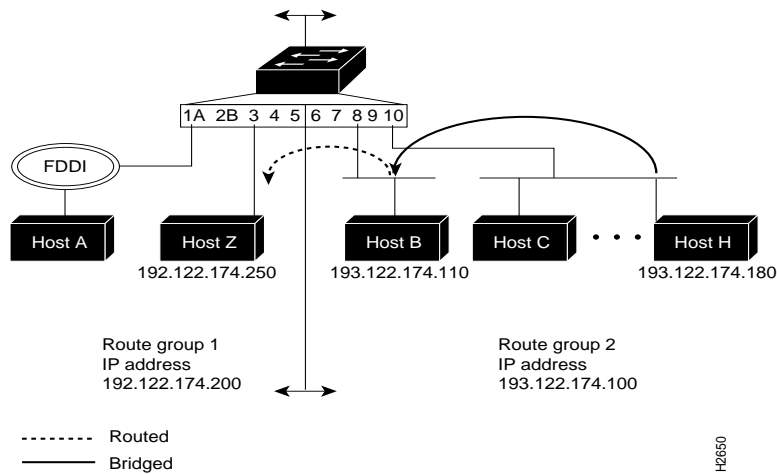 1A 2B 3 4 5 6 7 8 9 10
FDDI
Host A
Host Z
Host B
Host C
Host H
192.122.174.250
193.122.174.110
193.122.174.180
Route group 1
IP address
192.122.174.200
Route group 2
IP address
193.122.174.100
Routed
Bridged
H2650